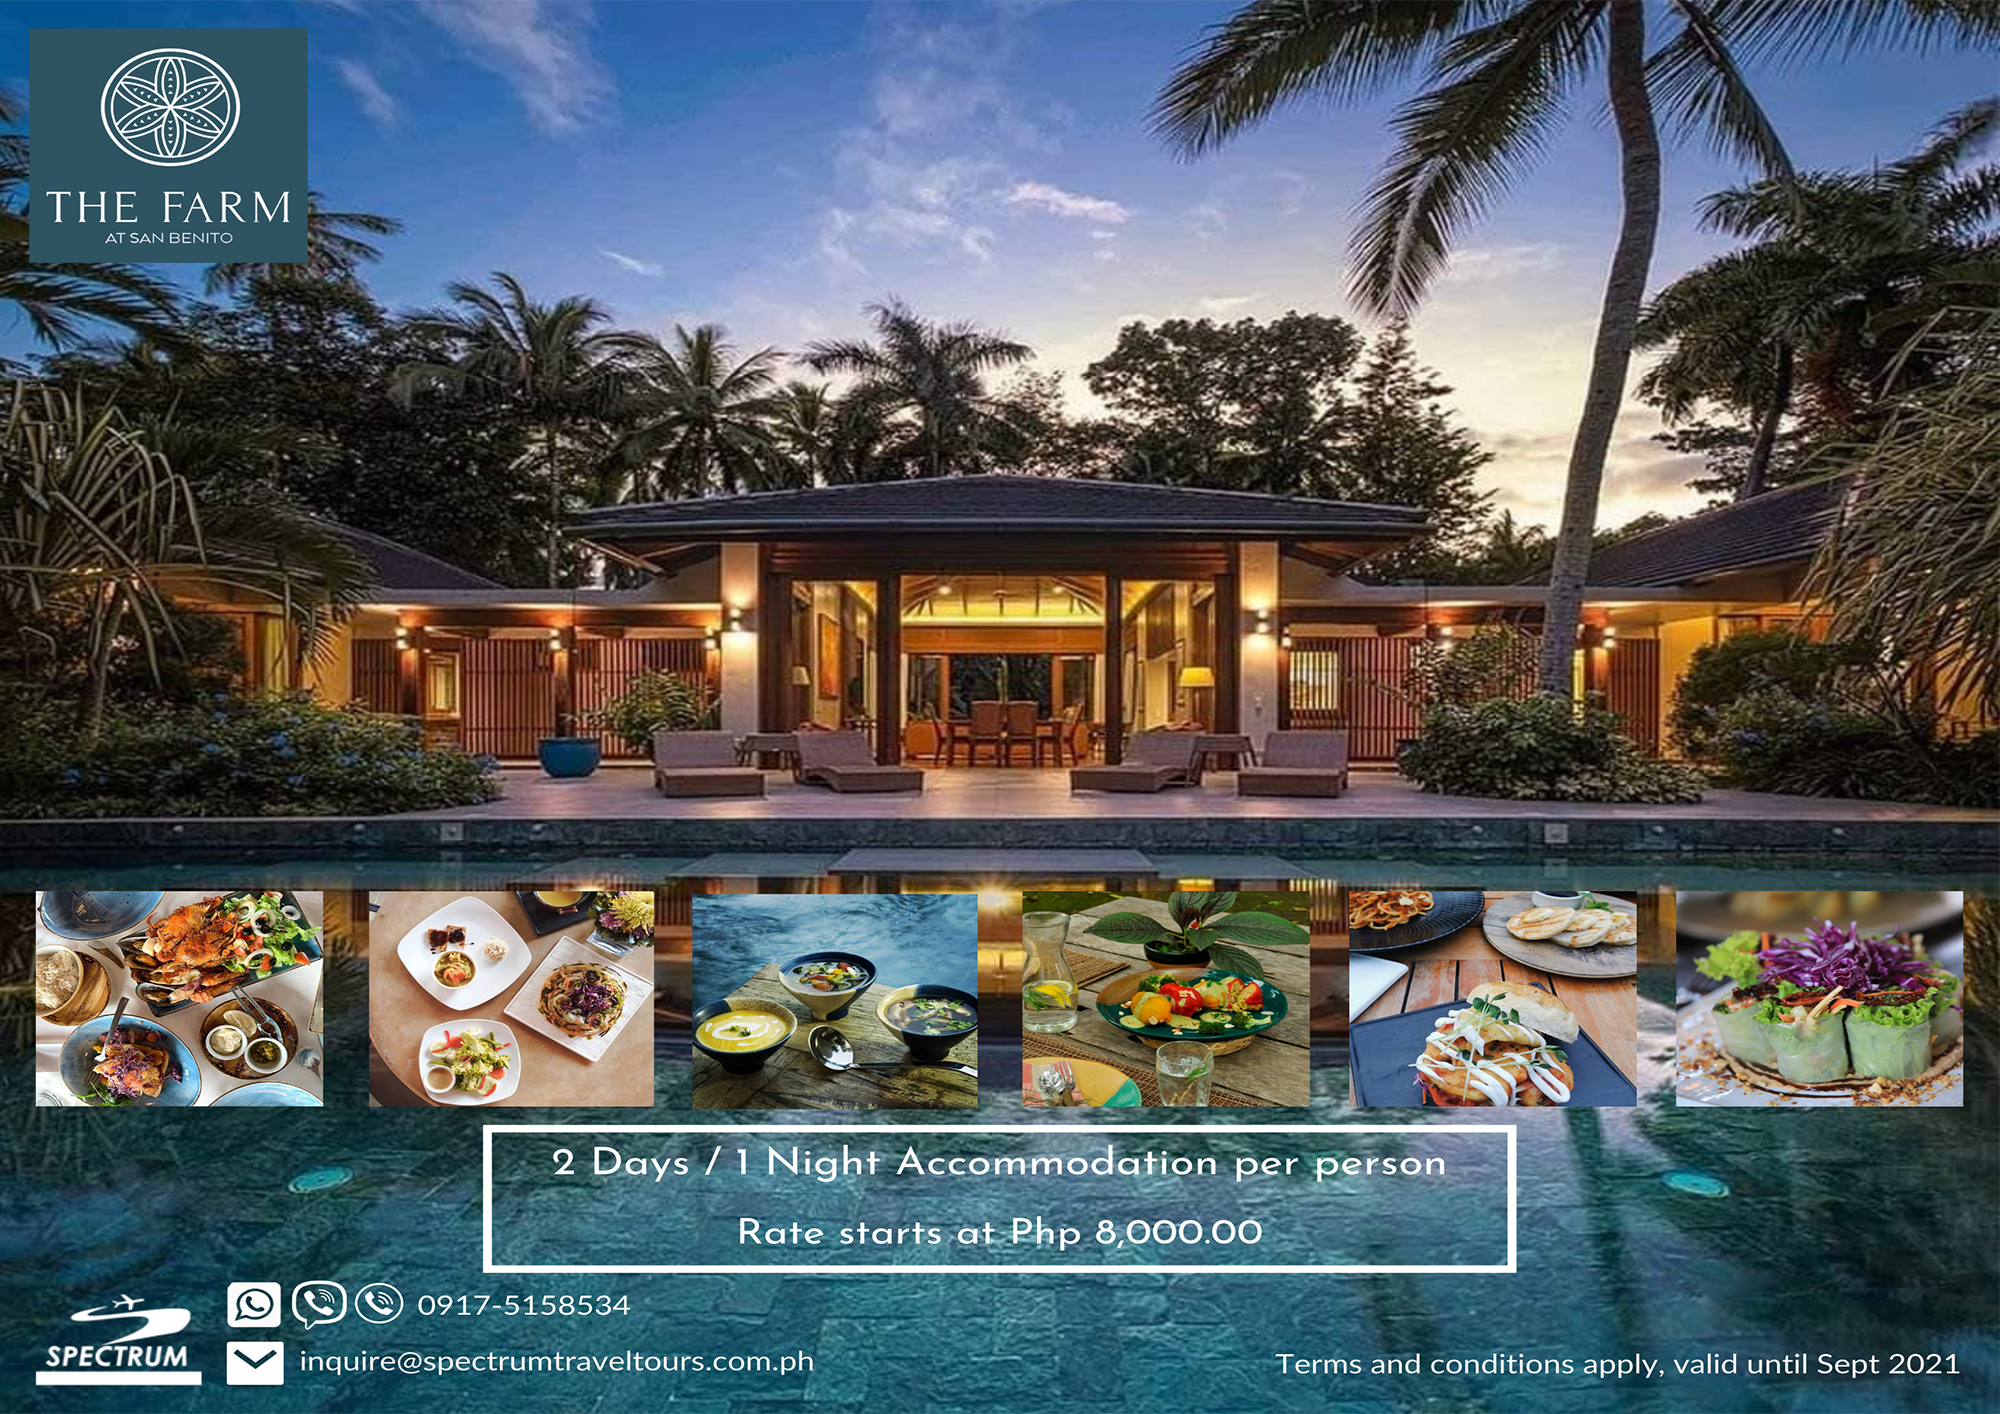 THE FARM
AT SAN BENITO
2 Days / 1 Night Accommodation per person
Rate starts at Php 8,000.00
SPECTRUM
0917-5158534
inquire@spectrumtraveltours.com.ph
Terms and conditions apply, valid until Sept 2021